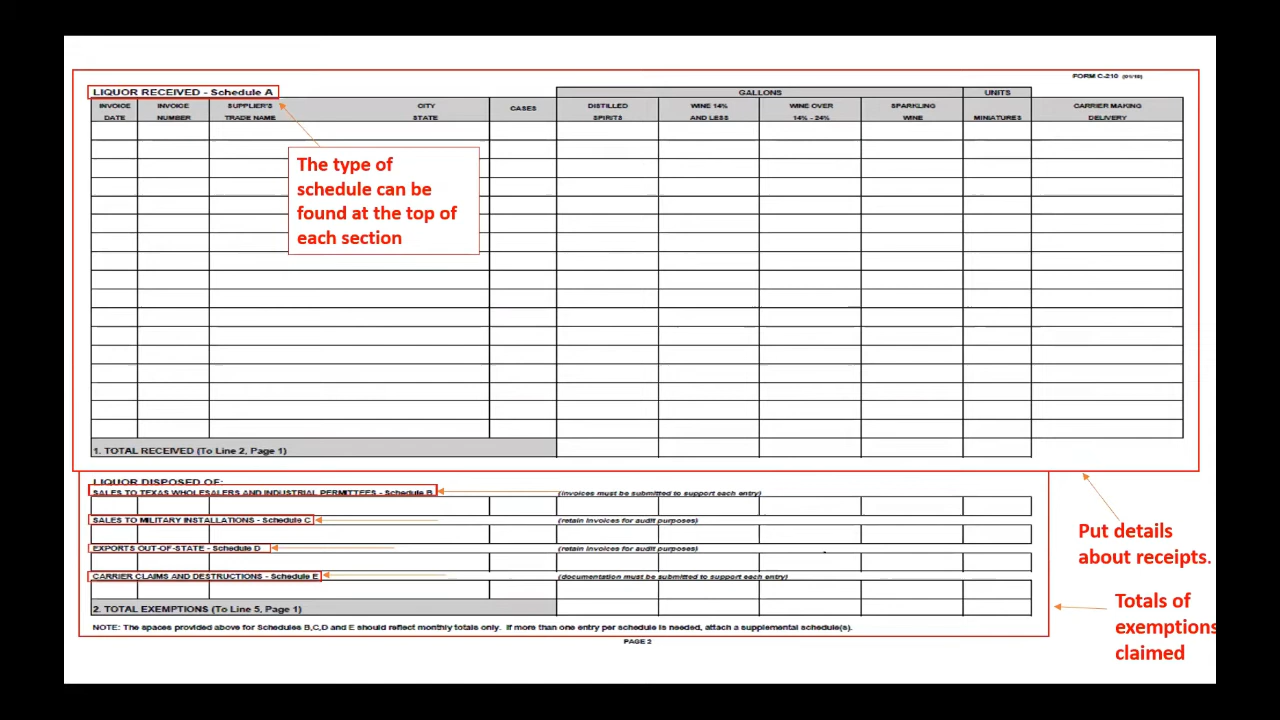 FORM C-210 (01/18)
LIQUOR RECEIVED - Schedule A
GALLONS
UNITS
INVOICE DATE
INVOICE NUMBER
SUPPLIER'S TRADE NAME
CITY STATE
CASES
DISTILLED SPIRITS
WINE 14% AND LESS
WINE OVER 14% - 24%
SPARKLING WINE
MINIATURES
CARRIER MAKING DELIVERY
The type of
schedule can be
found at the top of
each section
1. TOTAL RECEIVED (To Line 2, Page 1)
LIQUOR DISPOSED OF:
SALES TO TEXAS WHOLESALERS AND INDUSTRIAL PERMITTEES - Schedule B
(invoices must be submitted to support each entry)
SALES TO MILITARY INSTALLATIONS - Schedule C
(retain invoices for audit purposes)
EXPORTS OUT-OF-STATE - Schedule D
(retain invoices for audit purposes)
CARRIER CLAIMS AND DESTRUCTIONS - Schedule E
(documentation must be submitted to support each entry)
2. TOTAL EXEMPTIONS (To Line 5, Page 1)
NOTE: The spaces provided above for Schedules B,C,D and E should reflect monthly totals only. If more than one entry per schedule is needed, attach a supplemental schedule(s).
PAGE 2
Put details
about receipts.
Totals of
exemptions
claimed